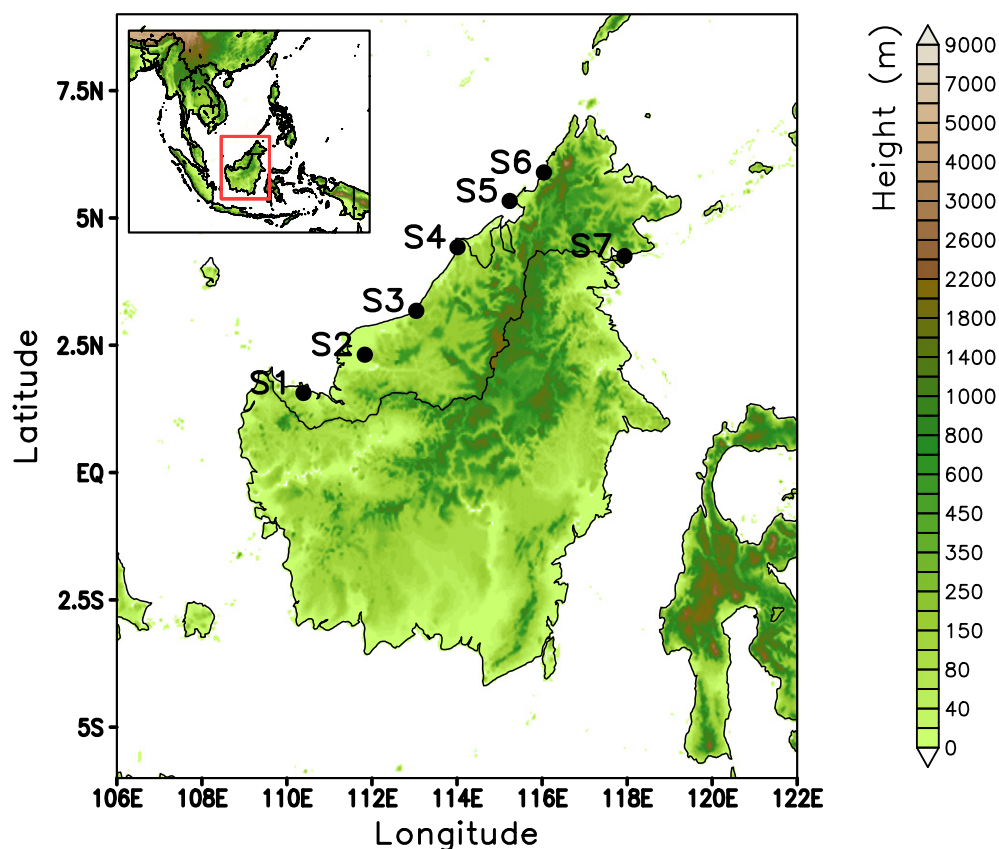 7.5N
5N
2.5N
EQ
2.5S
5S
Latitude
106E 108E 110E 112E 114E 116E 118E 120E 122E
Longitude
S6
S5
S4
S7
S3
S2
S1
Height (m)
9000
7000
5000
4000
3000
2600
2200
1800
1400
1000
800
600
450
350
250
150
80
40
0